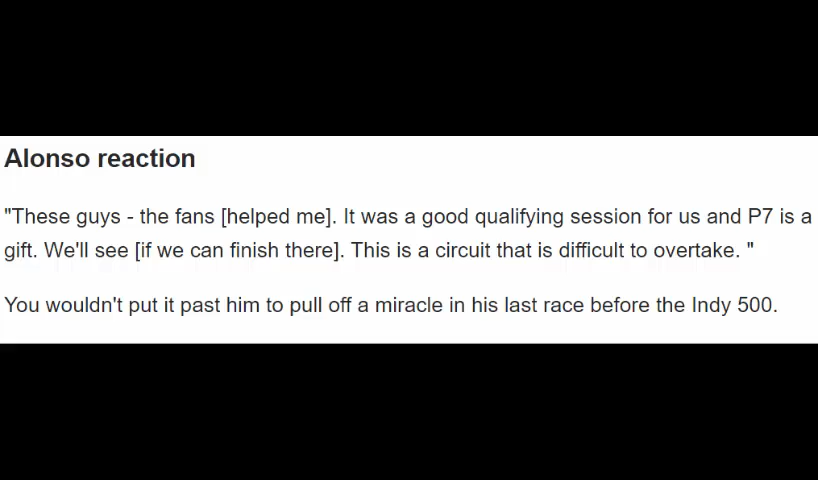 Alonso reaction
"These guys - the fans [helped me]. It was a good qualifying session for us and P7 is a
gift. We'll see [if we can finish there]. This is a circuit that is difficult to overtake. "
You wouldn't put it past him to pull off a miracle in his last race before the Indy 500.